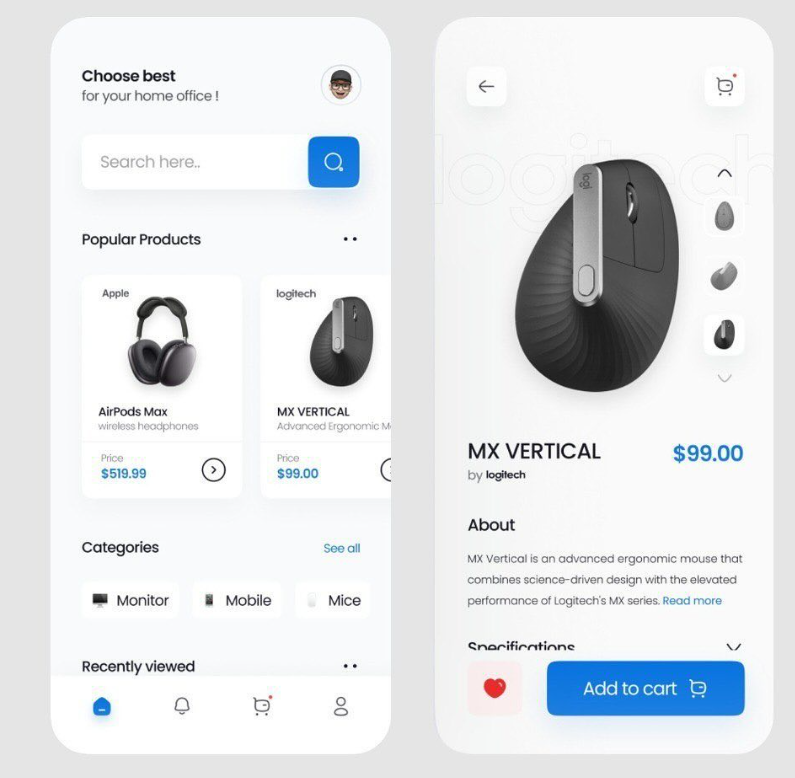 Choose best
for your home office !
Search here..
Popular Products
Apple
AirPods Max
wireless headphones
Price
$519.99
logitech
MX VERTICAL
Advanced Ergonomic
Price
$99.00
Categories
See all
Monitor
Mobile
Mice
Recently viewed
logitech
logi
MX VERTICAL
$99.00
by logitech
About
MX Vertical is an advanced ergonomic mouse that
combines science-driven design with the elevated
performance of Logitech's MX series. Read more
Specifications
Add to cart